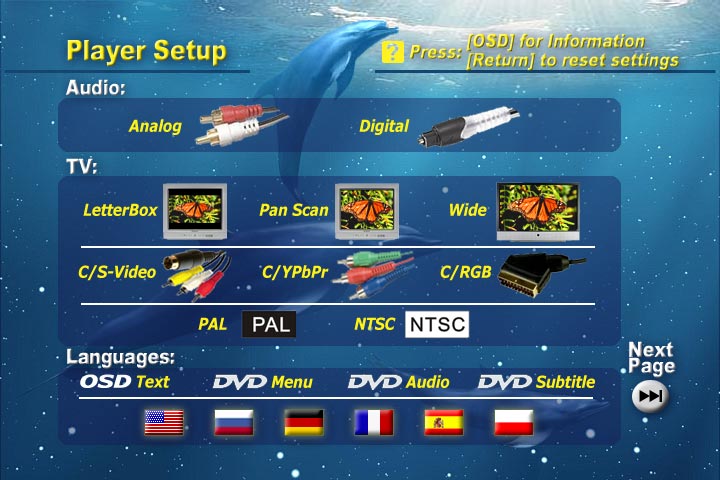 Player Setup
? Press: [OSD] for Information
[Return] to reset settings
Audio:
Analog Digital
TV:
LetterBox Pan Scan Wide
C/S-Video C/YPbPr C/RGB
PAL PAL NTSC NTSC
Languages:
OSD Text DVD Menu DVD Audio DVD Subtitle
Next
Page